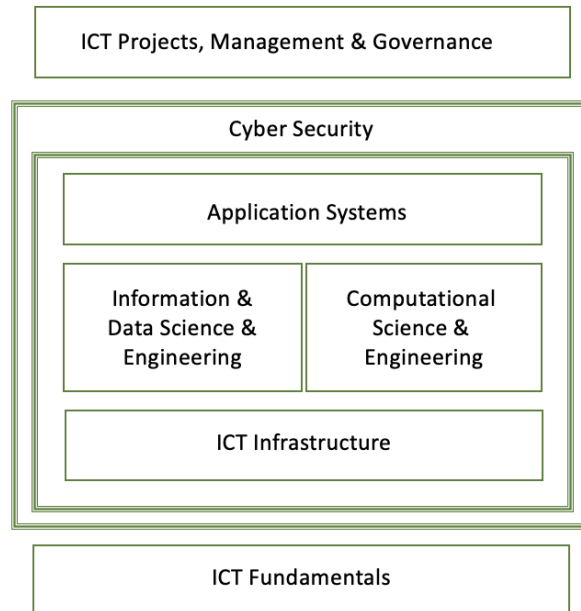 ICT Projects, Management & Governance
Cyber Security
Application Systems
Information &
Data Science &
Engineering
Computational
Science &
Engineering
ICT Infrastructure
ICT Fundamentals